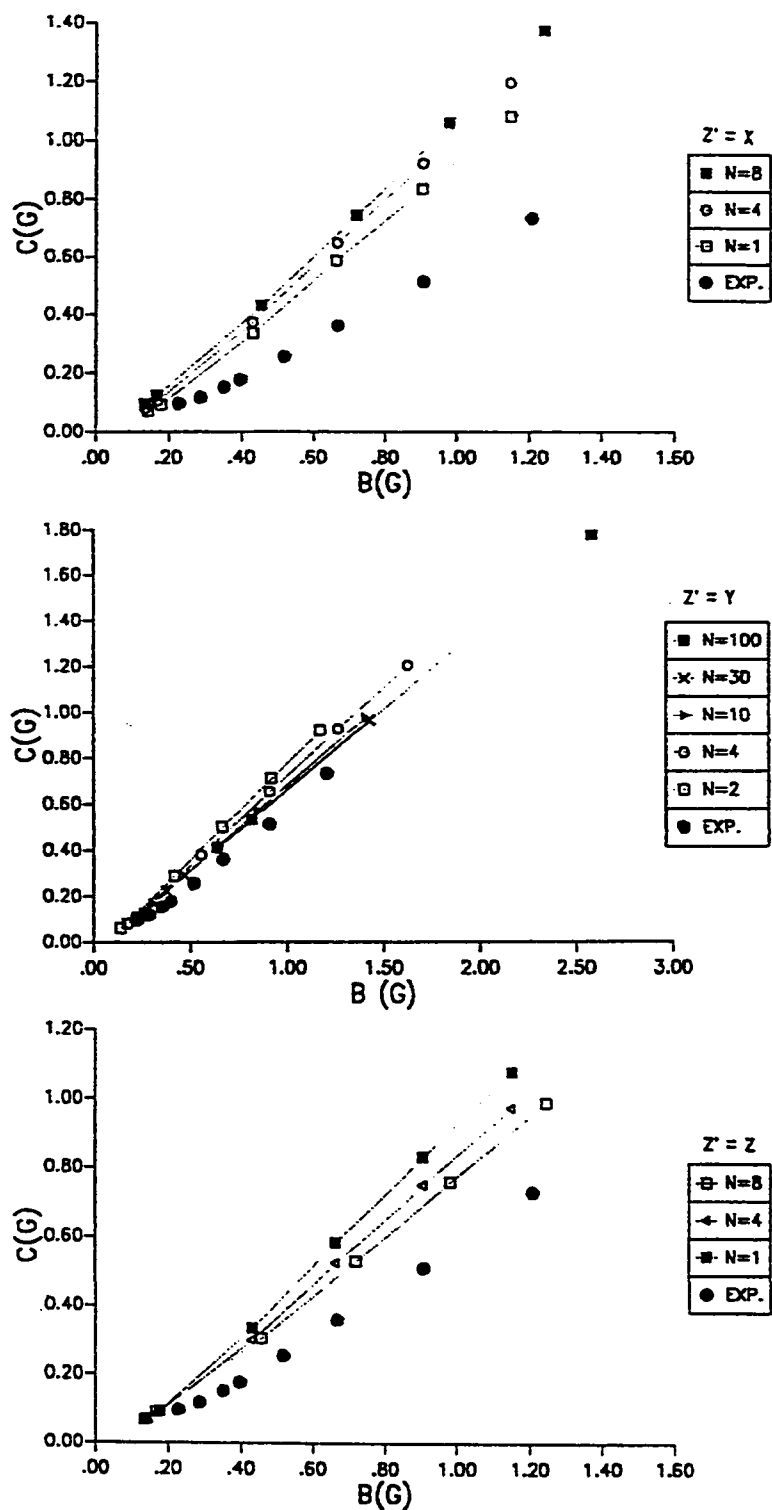 1.40
1.20
1.00
0.80
0.60
0.40
0.20
0.00
C(G)
.00 .20 .40 .60 .80 1.00 1.20 1.40 1.60
B(G)
Z' = X
N=8
N=4
N=1
EXP.
1.80
1.60
1.40
1.20
1.00
0.80
0.60
0.40
0.20
0.00
C(G)
.00 .50 1.00 1.50 2.00 2.50 3.00
B (G)
Z' = Y
N=100
N=30
N=10
N=4
N=2
EXP.
1.20
1.00
0.80
0.60
0.40
0.20
0.00
C(G)
.00 .20 .40 .60 .80 1.00 1.20 1.40 1.60
B(G)
Z' = Z
N=8
N=4
N=1
EXP.